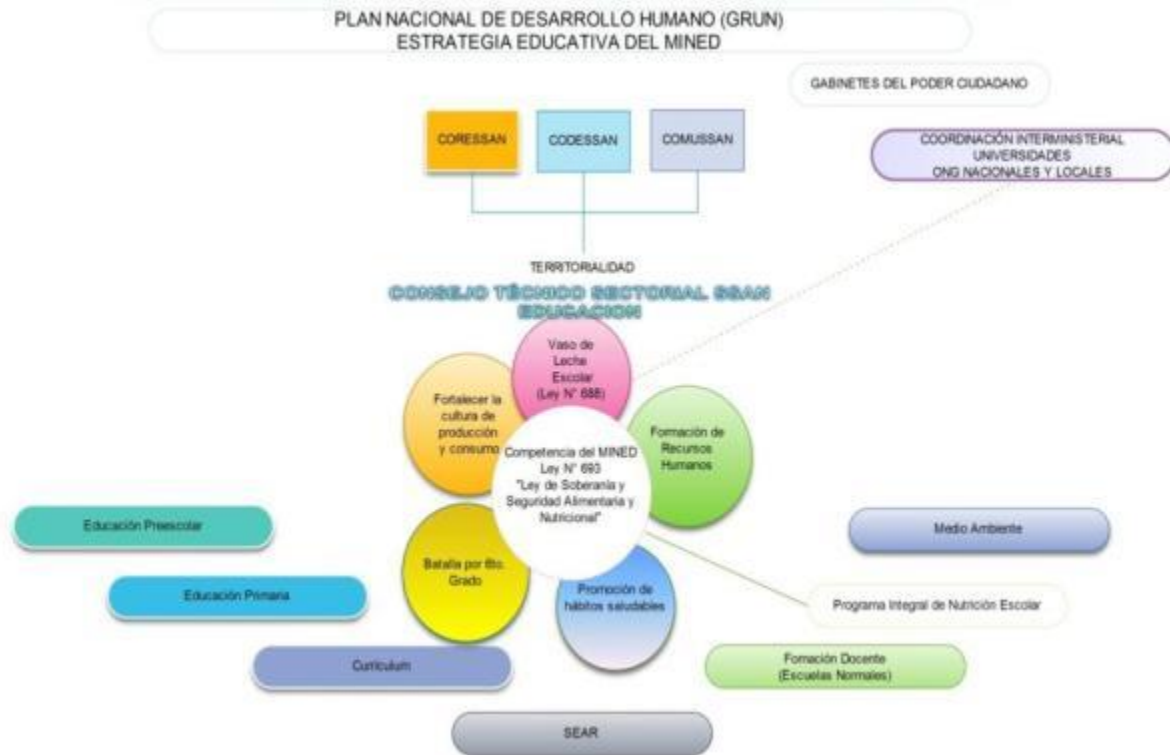 PLAN NACIONAL DE DESARROLLO HUMANO (GRUN)
ESTRATEGIA EDUCATIVA DEL MINED
GABINETES DEL PODER CIUDADANO
CORESSAN
CODESSAN
COMUSSAN
COORDINACIÓN INTERMINISTERIAL
UNIVERSIDADES
ONG NACIONALES Y LOCALES
TERRITORIALIDAD
CONSEJO TÉCNICO SECTORIAL SSAN
EDUCACION
Vaso de
Leche
Escolar
(Ley N° 688)
Fortalecer la
cultura de
producción
y consumo
Formación de
Recursos
Humanos
Competencia del MINED
Ley N° 693
"Ley de Soberanía y
Seguridad Alimentaria y
Nutricional"
Educación Preescolar
Medio Ambiente
Batalla por 6to.
Grado
Promoción de
hábitos saludables
Educación Primaria
Programa Integral de Nutrición Escolar
Curriculum
Formación Docente
(Escuelas Normales)
SEAR